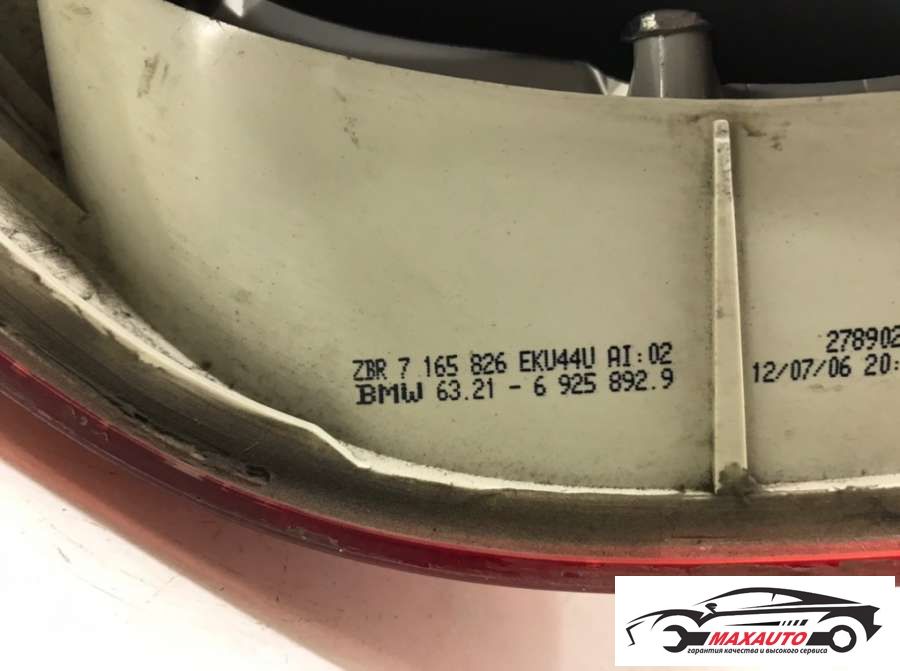 ZBR 7 165 826 EKU44U AI:02
BMW 63.21 - 6 925 892.9
278902
12/07/06 20:
MAXAUTO
гарантия качества и высокого сервиса